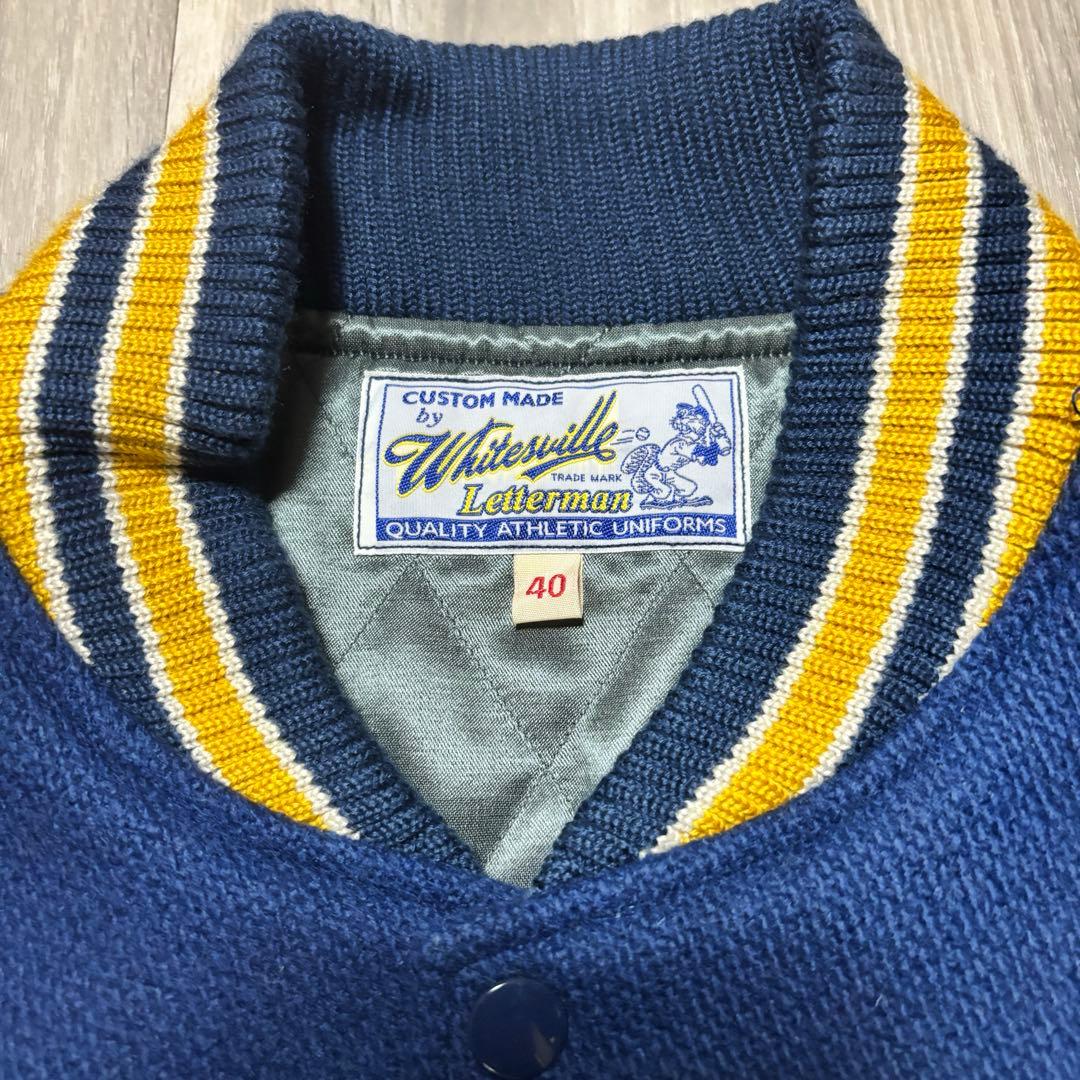 CUSTOM MADE
by
Whitesville
TRADE MARK
Letterman
QUALITY ATHLETIC UNIFORMS
40